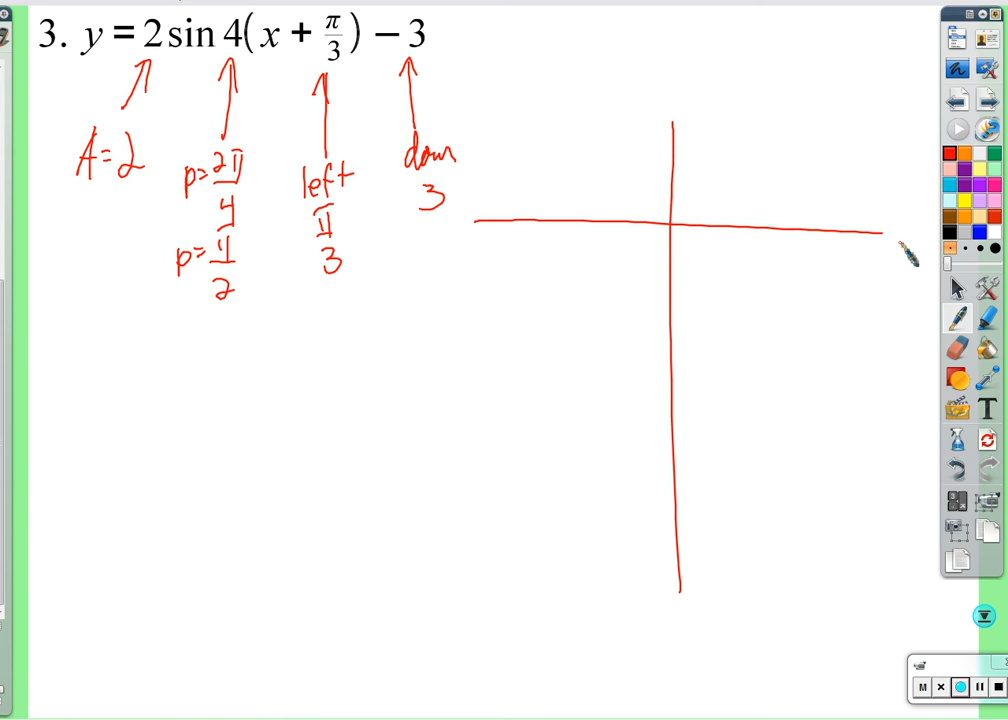 3. y = 2 sin 4( x + π/3 ) − 3
A = 2
p = 2π/4
p = π/2
left π/3
down 3
T
M